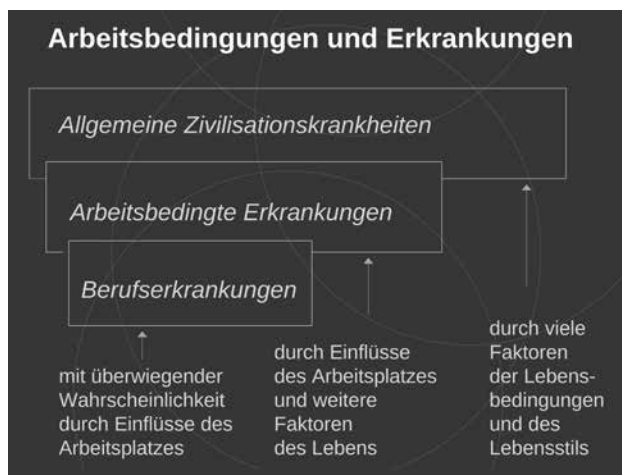 Arbeitsbedingungen und Erkrankungen
Allgemeine Zivilisationskrankheiten
Arbeitsbedingte Erkrankungen
Berufserkrankungen
mit überwiegender
Wahrscheinlichkeit
durch Einflüsse des
Arbeitsplatzes
durch Einflüsse
des Arbeitsplatzes
und weitere
Faktoren
des Lebens
durch viele
Faktoren
der Lebens-
bedingungen
und des
Lebensstils